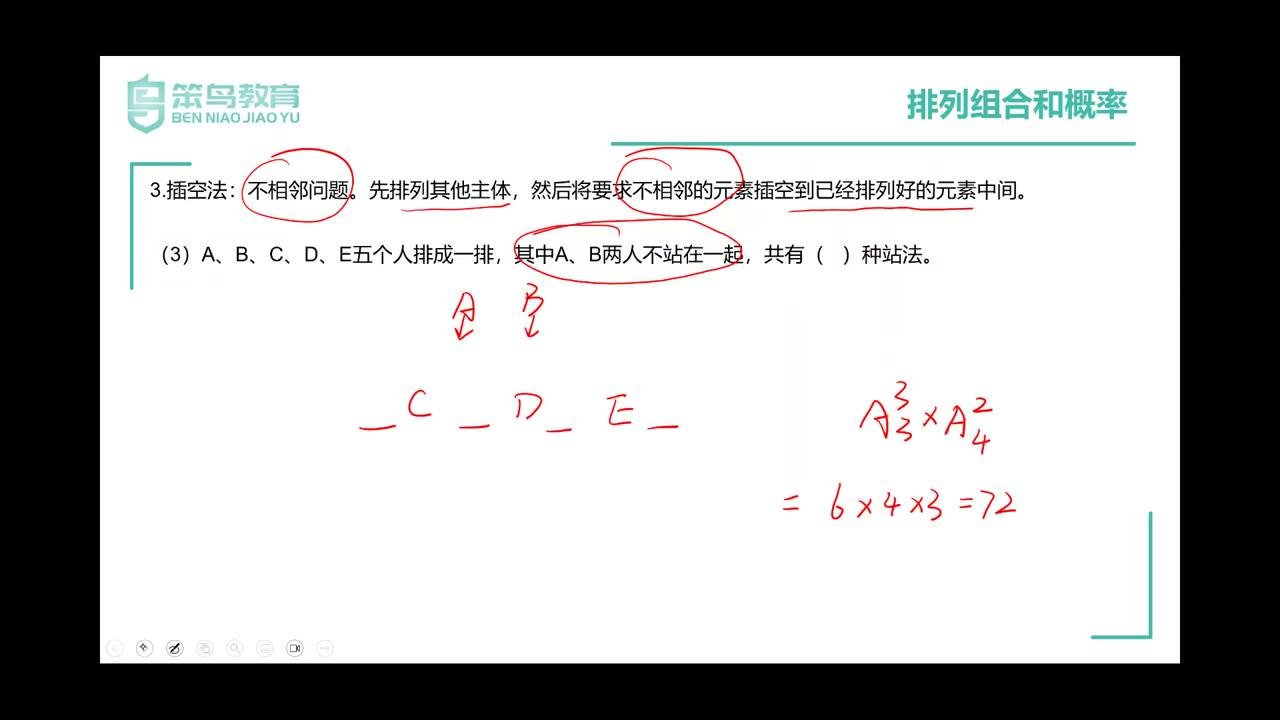 笨鸟教育
BEN NIAO JIAO YU
排列组合和概率
3.插空法：不相邻问题。先排列其他主体，然后将要求不相邻的元素插空到已经排列好的元素中间。
（3）A、B、C、D、E五个人排成一排，其中A、B两人不站在一起，共有（ ）种站法。
A B
_ C _ D _ E _
A₃³×A₄²
= 6×4×3=72